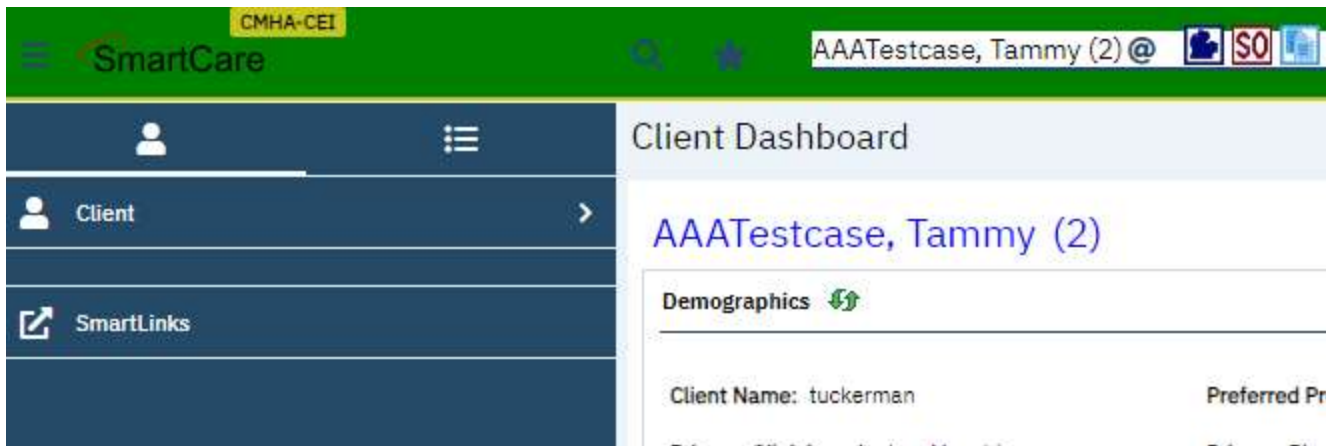 CMHA-CEI
SmartCare
AAATestcase, Tammy (2) @
SO
Client Dashboard
Client
AAATestcase, Tammy (2)
Demographics
SmartLinks
Client Name: tuckerman
Preferred Pr